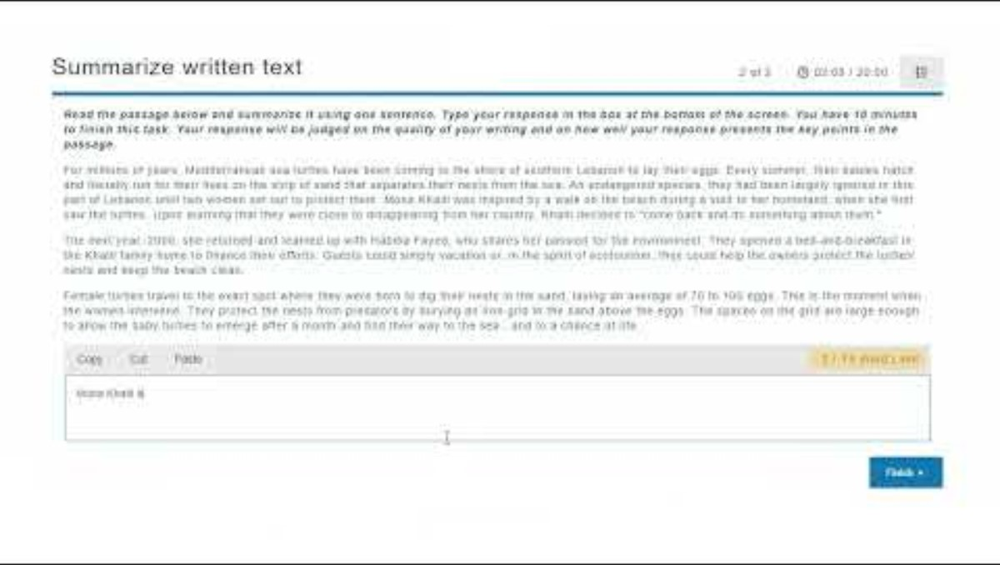 Summarize written text
2 of 2
Read the passage below and summarize it using one sentence. Type your response in the box at the bottom of the screen. You have 10 minutes
to finish this task. Your response will be judged on the quality of your writing and on how well your response presents the key points in the
passage.
For millions of years, Mediterranean sea turtles have been coming to the shore of southern Lebanon to lay their eggs. Every summer, their babies hatch
and literally run for their lives on the strip of sand that separates their nests from the sea. An endangered species, they had been largely ignored in this
part of Lebanon until two women set out to protect them. Mona Khalil was inspired by a walk on the beach during a visit to her homeland, when she first
saw the turtles. Upon learning that they were close to disappearing from her country, Khalil decided to "come back and do something about them."
The next year, 2000, she returned and teamed up with Habiba Fayed, who shares her passion for the environment. They opened a bed-and-breakfast in
the Khalil family home to finance their efforts. Guests could simply vacation or, in the spirit of ecotourism, they could help the owners protect the turtles'
nests and keep the beach clean.
Female turtles travel to the exact spot where they were born to dig their nests in the sand, laying an average of 70 to 100 eggs. This is the moment when
the women intervene. They protect the nests from predators by burying an iron grid in the sand above the eggs. The spaces on the grid are large enough
to allow the baby turtles to emerge after a month and find their way to the sea... and to a chance at life.
Copy Cut Paste
Mona Khalil
Finish